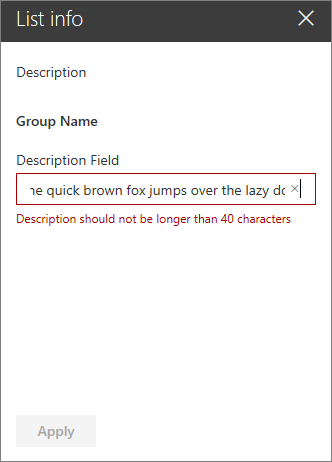 List info
Description
Group Name
Description Field
quick brown fox jumps over the lazy
Description should not be longer than 40 characters
Apply